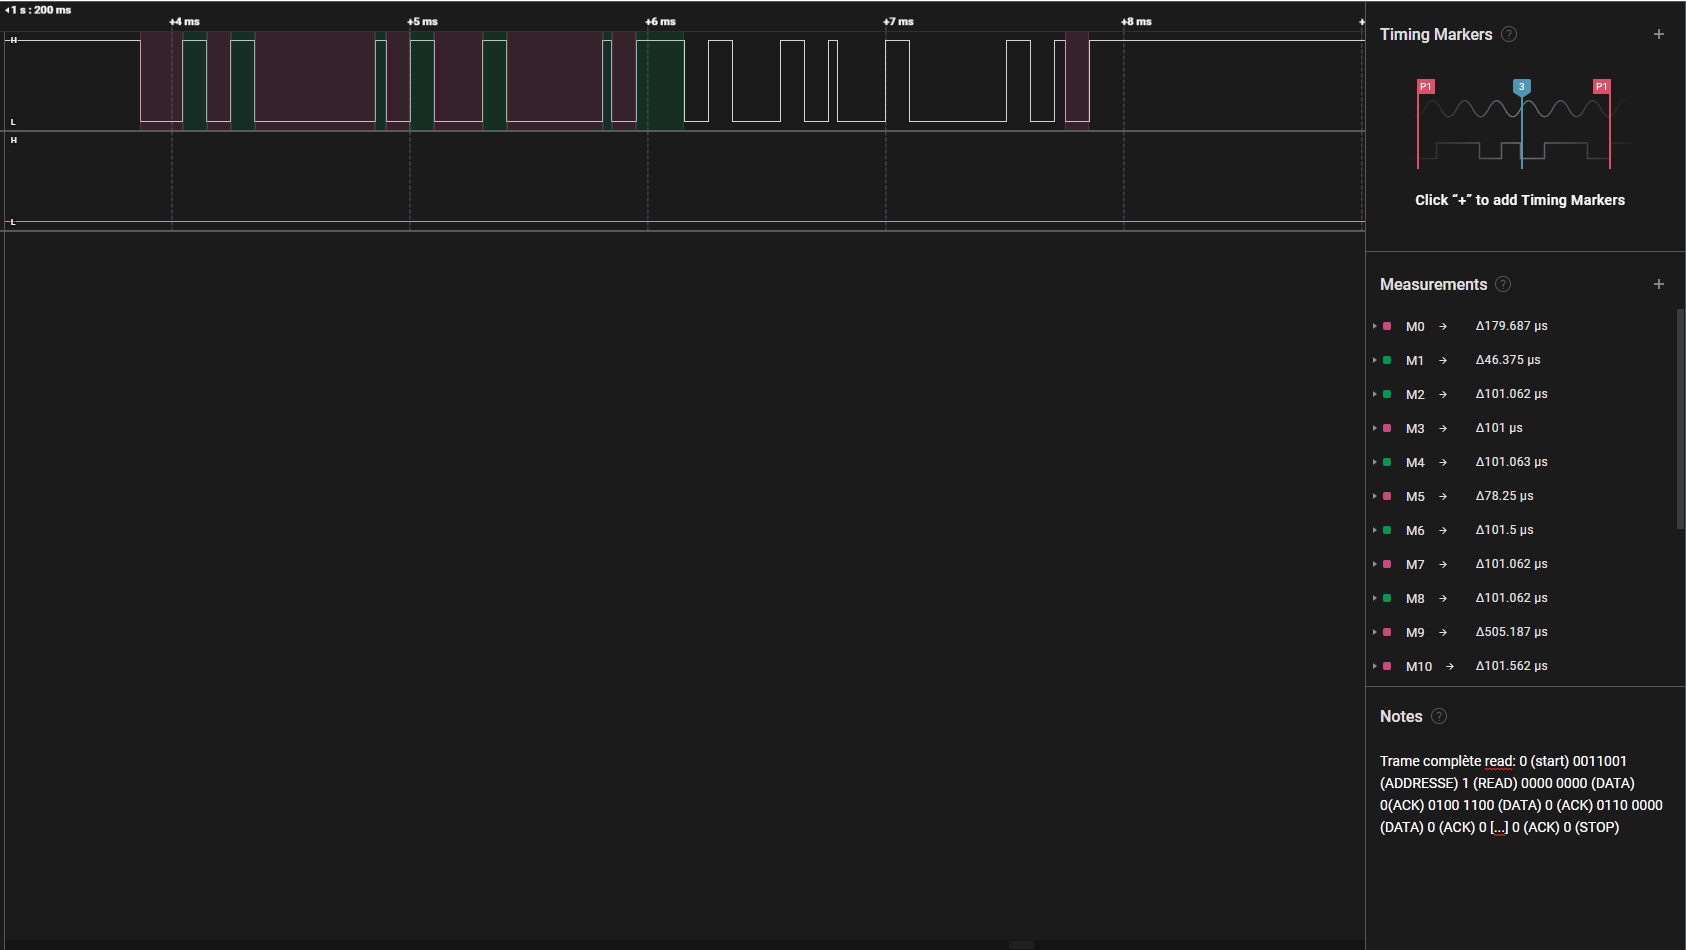 1 s : 200 ms
+4 ms
+5 ms
+6 ms
+7 ms
+8 ms
+
H
L
H
L
Timing Markers ?
+
P1
3
P1
Click “+” to add Timing Markers
Measurements ?
+
M0 → Δ179.687 μs
M1 → Δ46.375 μs
M2 → Δ101.062 μs
M3 → Δ101 μs
M4 → Δ101.063 μs
M5 → Δ78.25 μs
M6 → Δ101.5 μs
M7 → Δ101.062 μs
M8 → Δ101.062 μs
M9 → Δ505.187 μs
M10 → Δ101.562 μs
Notes ?
Trame complète read: 0 (start) 0011001
(ADDRESSE) 1 (READ) 0000 0000 (DATA)
0(ACK) 0100 1100 (DATA) 0 (ACK) 0110 0000
(DATA) 0 (ACK) 0 [...] 0 (ACK) 0 (STOP)